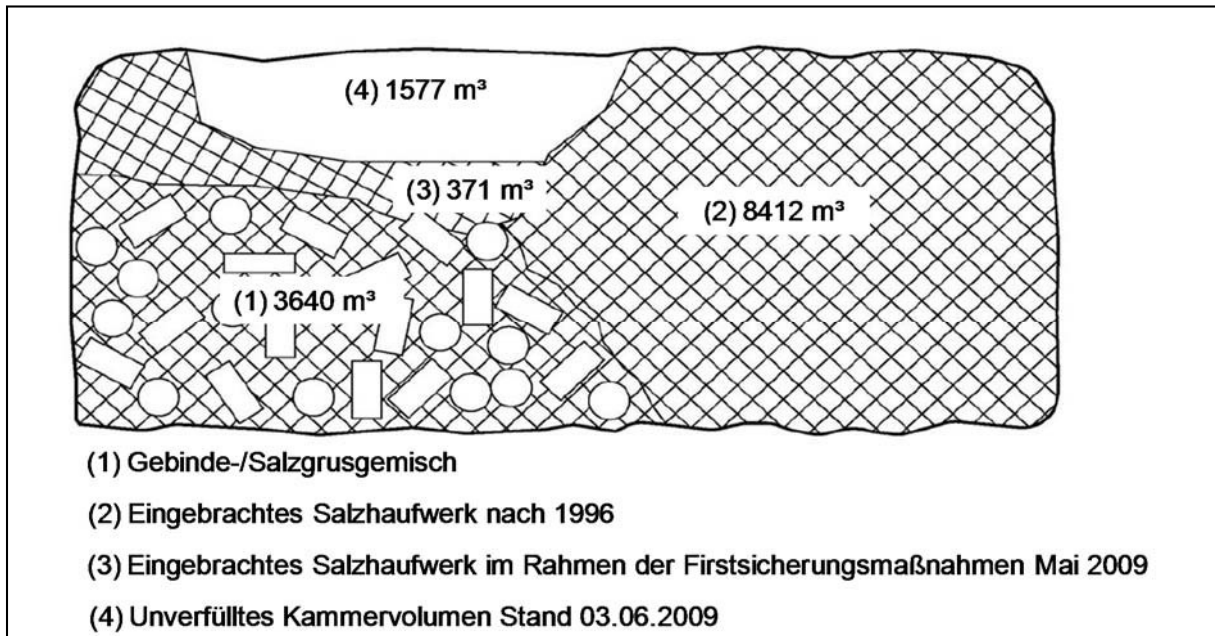 (4) 1577 m³
(3) 371 m³
(2) 8412 m³
(1) 3640 m³
(1) Gebinde-/Salzgrusgemisch
(2) Eingebrachtes Salzhaufwerk nach 1996
(3) Eingebrachtes Salzhaufwerk im Rahmen der Firstsicherungsmaßnahmen Mai 2009
(4) Unverfülltes Kammervolumen Stand 03.06.2009